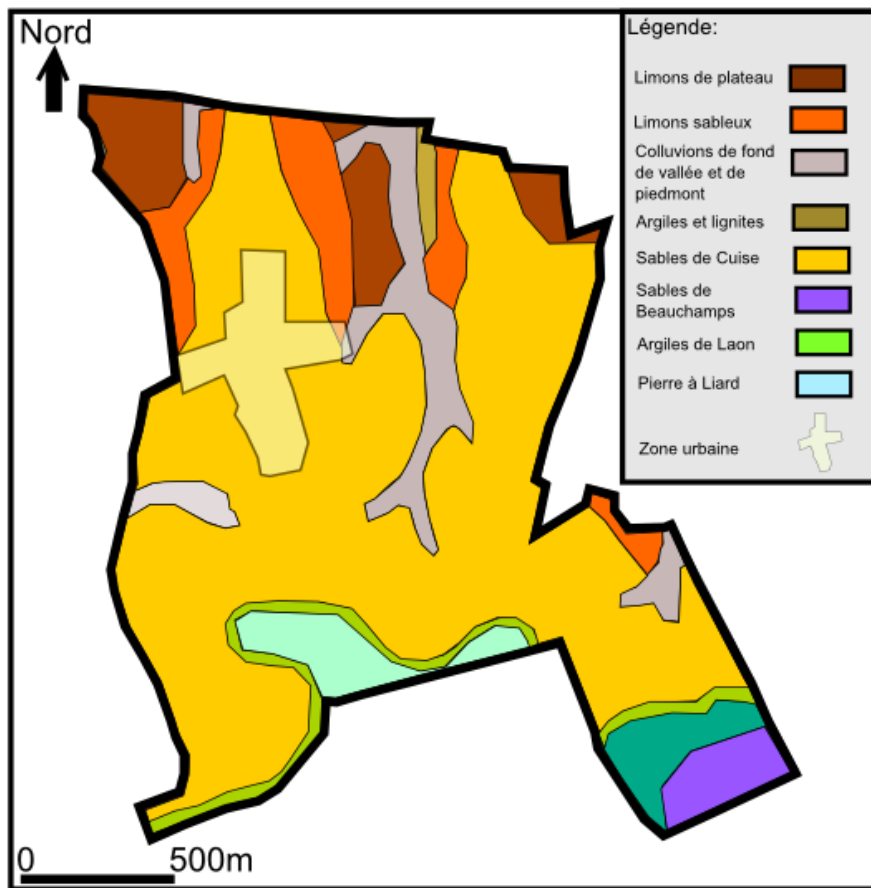 Nord
Légende:
Limons de plateau
Limons sableux
Colluvions de fond
de vallée et de
piedmont
Argiles et lignites
Sables de Cuise
Sables de
Beauchamps
Argiles de Laon
Pierre à Liard
Zone urbaine
0 500m